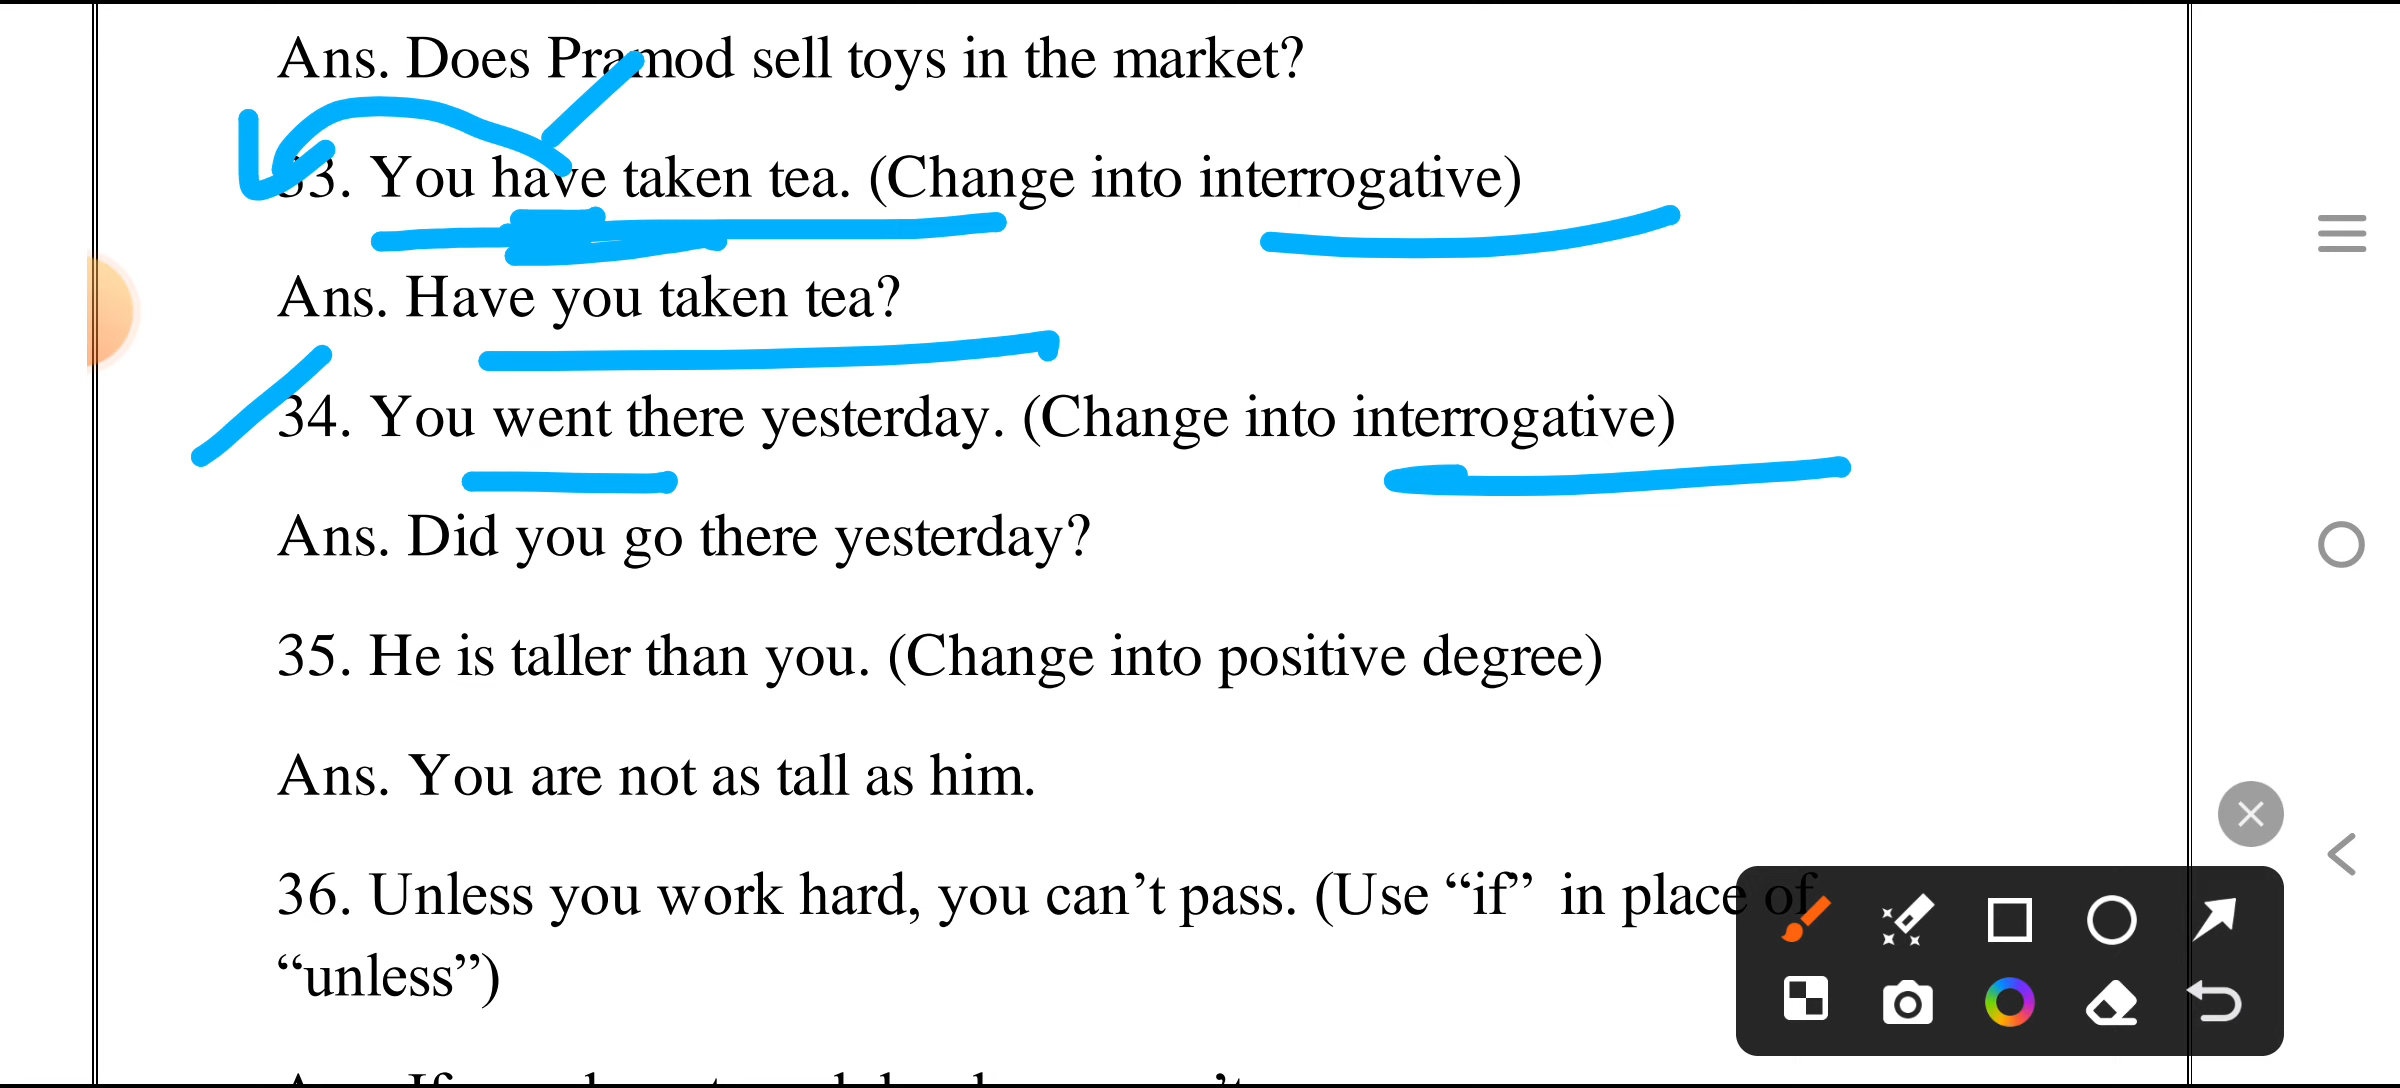 Ans. Does Pramod sell toys in the market?
33. You have taken tea. (Change into interrogative)
Ans. Have you taken tea?
34. You went there yesterday. (Change into interrogative)
Ans. Did you go there yesterday?
35. He is taller than you. (Change into positive degree)
Ans. You are not as tall as him.
36. Unless you work hard, you can’t pass. (Use “if” in place of
“unless”)